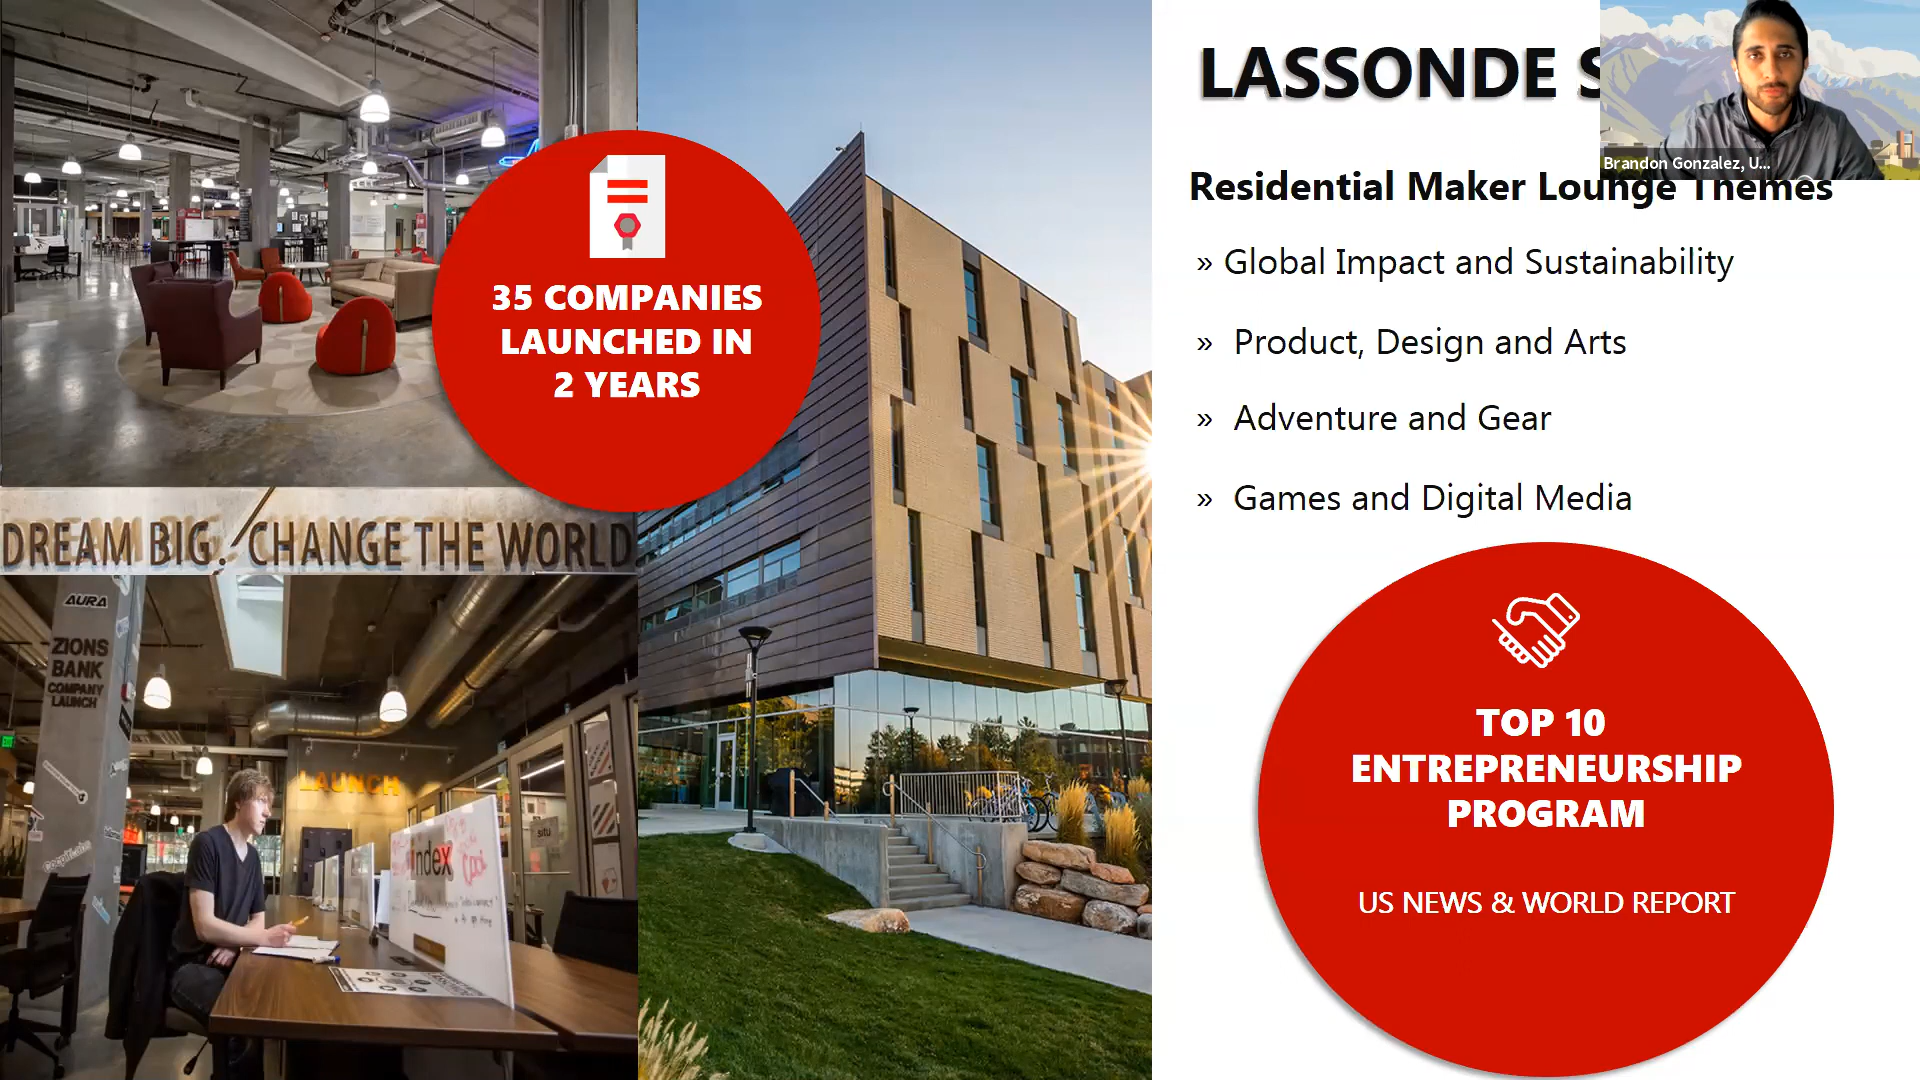 LASSONDE S
Brandon Gonzalez, U...
Residential Maker Lounge Themes
» Global Impact and Sustainability
» Product, Design and Arts
» Adventure and Gear
» Games and Digital Media
35 COMPANIES
LAUNCHED IN
2 YEARS
DREAM BIG. CHANGE THE WORLD
AURA
ZIONS
BANK
COMPANY
LAUNCH
LAUNCH
situ
index
COOL
TOP 10
ENTREPRENEURSHIP
PROGRAM
US NEWS & WORLD REPORT